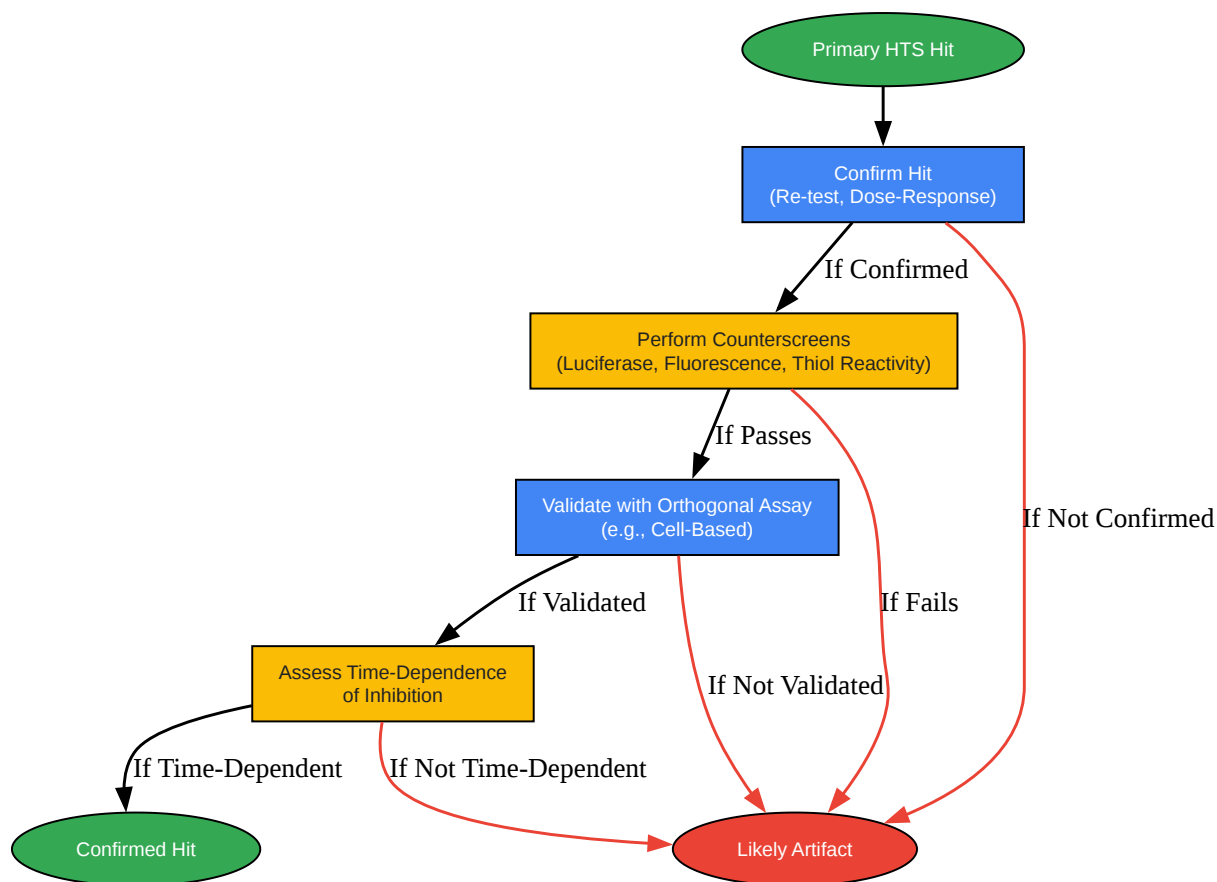 Primary HTS Hit
Confirm Hit
(Re-test, Dose-Response)
If Confirmed
Perform Counterscreens
(Luciferase, Fluorescence, Thiol Reactivity)
If Passes
Validate with Orthogonal Assay
(e.g., Cell-Based)
If Not Confirmed
If Validated
If Fails
Assess Time-Dependence
of Inhibition
If Not Validated
If Time-Dependent
If Not Time-Dependent
Confirmed Hit
Likely Artifact